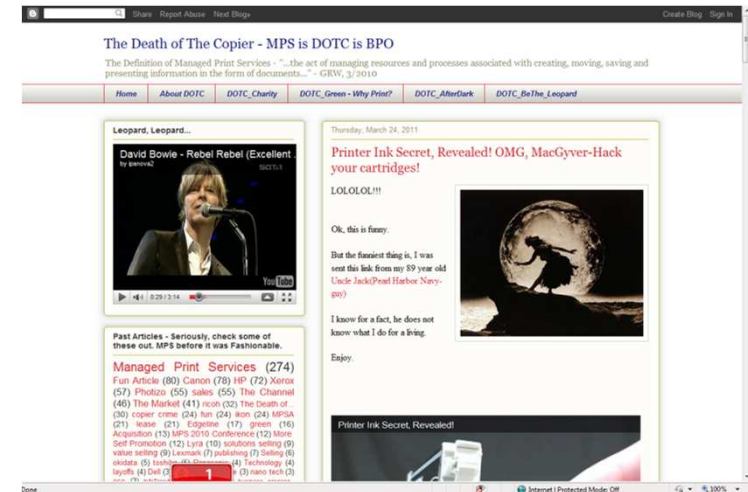 Share Report Abuse Next Blog» Create Blog Sign In
The Death of The Copier - MPS is DOTC is BPO
The Definition of Managed Print Services - "...the act of managing resources and processes associated with creating, moving, saving and
presenting information in the form of documents..." - GRW, 3/2010
Home About DOTC DOTC_Charity DOTC_Green - Why Print? DOTC_AfterDark DOTC_BeThe_Leopard
Leopard, Leopard...
David Bowie - Rebel Rebel (Excellent .
by ipanova2
YouTube
0:29 / 3:14
Past Articles - Seriously, check some of
these out. MPS before it was Fashionable.
Managed Print Services (274)
Fun Article (80) Canon (78) HP (72) Xerox
(57) Photizo (55) sales (55) The Channel
(46) The Market (41) ricoh (32) The Death of...
(30) copier crime (24) fun (24) ikon (24) MPSA
(21) lease (21) Edgeline (17) green (16)
Acquisition (13) MPS 2010 Conference (12) More
Self Promotion (12) Lyra (10) solutions selling (9)
value selling (9) Lexmark (7) publishing (7) Selling (6)
okidata (5) toshiba (4) Technology (4)
layoffs (4) Dell (3) (3) nano tech (3)
1
Thursday, March 24, 2011
Printer Ink Secret, Revealed! OMG, MacGyver-Hack
your cartridges!
LOLOLOL!!!
Ok, this is funny.
But the funniest thing is, I was
sent this link from my 89 year old
Uncle Jack(Pearl Harbor Navy-
guy)
I know for a fact, he does not
know what I do for a living.
Enjoy.
Printer Ink Secret, Revealed!
Done Internet | Protected Mode: Off 100%